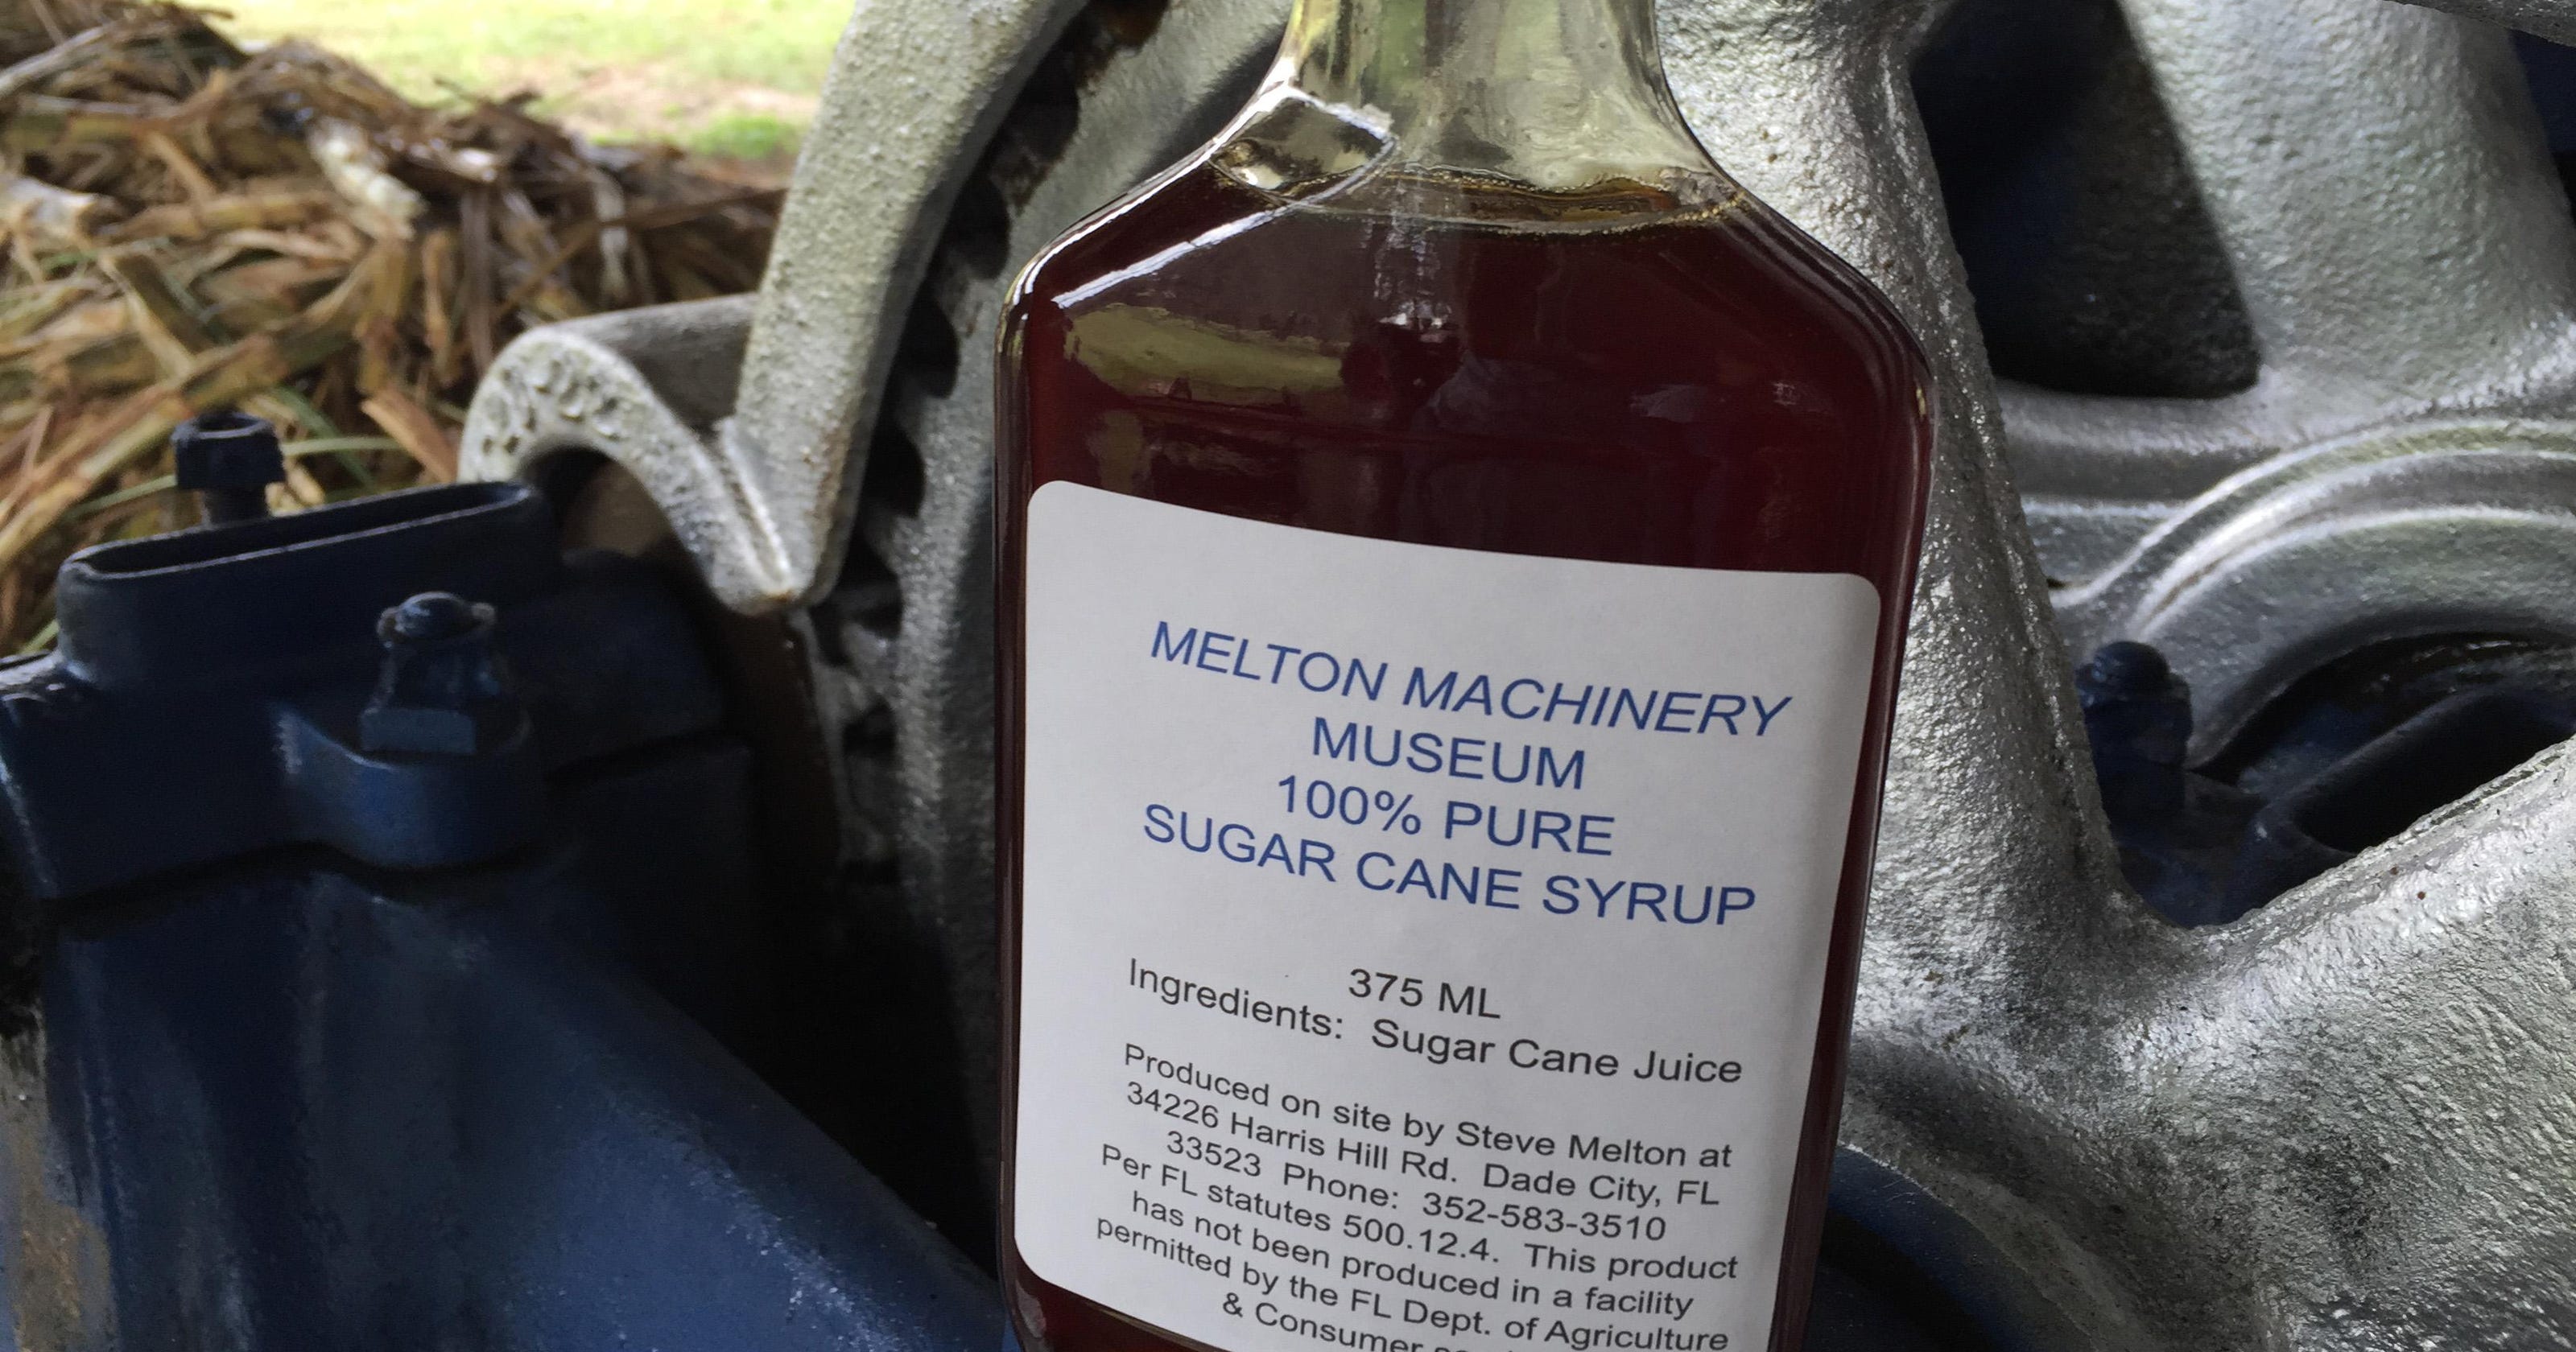 MELTON MACHINERY
MUSEUM
100% PURE
SUGAR CANE SYRUP
375 ML
Ingredients: Sugar Cane Juice
Produced on site by Steve Melton at
34226 Harris Hill Rd. Dade City, FL
33523 Phone: 352-583-3510
Per FL statutes 500.12.4. This product
has not been produced in a facility
permitted by the FL Dept. of Agriculture
& Consumer